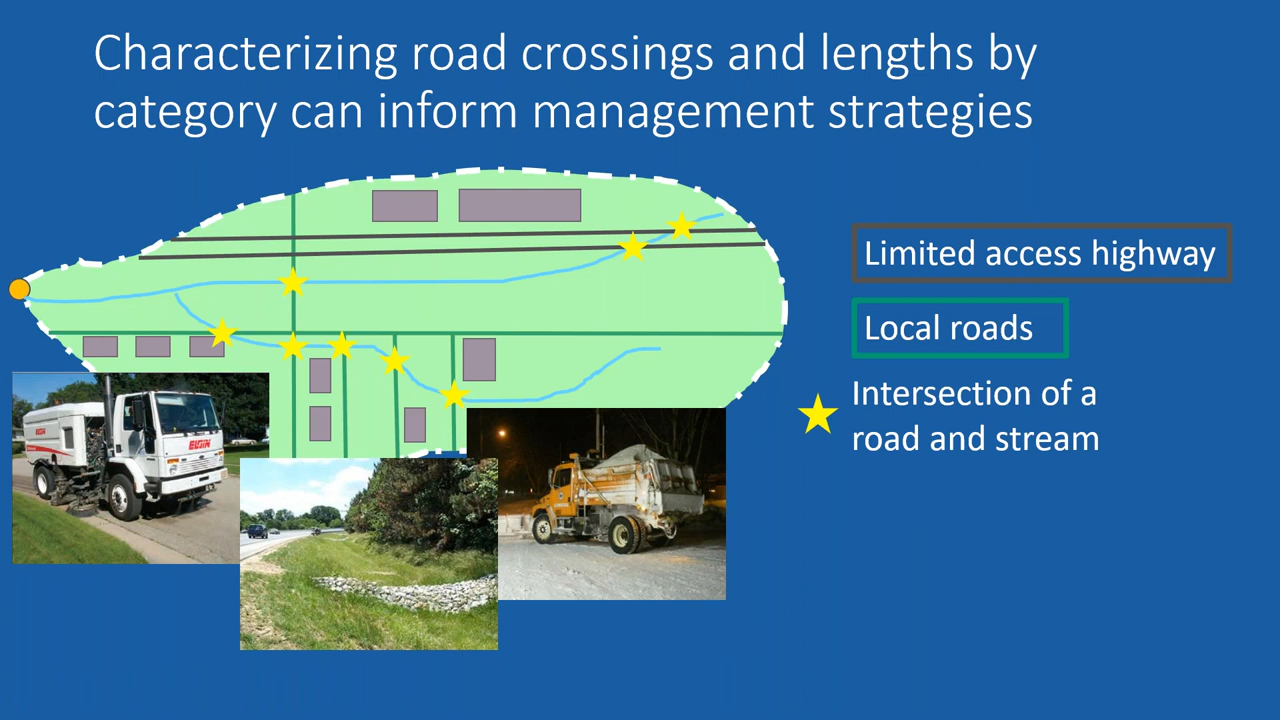 Characterizing road crossings and lengths by
category can inform management strategies
Limited access highway
Local roads
Intersection of a
road and stream
ELGIN
ELGIN